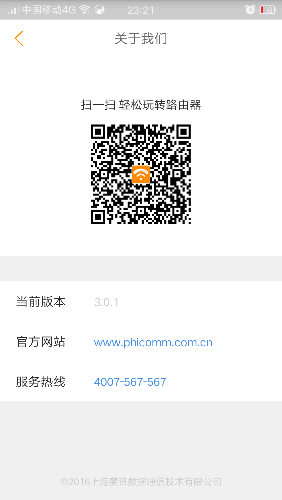 中国移动4G 23:21
关于我们
扫一扫 轻松玩转路由器
当前版本 3.0.1
官方网站 www.phicomm.com.cn
服务热线 4007-567-567
©2016上海斐讯数据通信技术有限公司